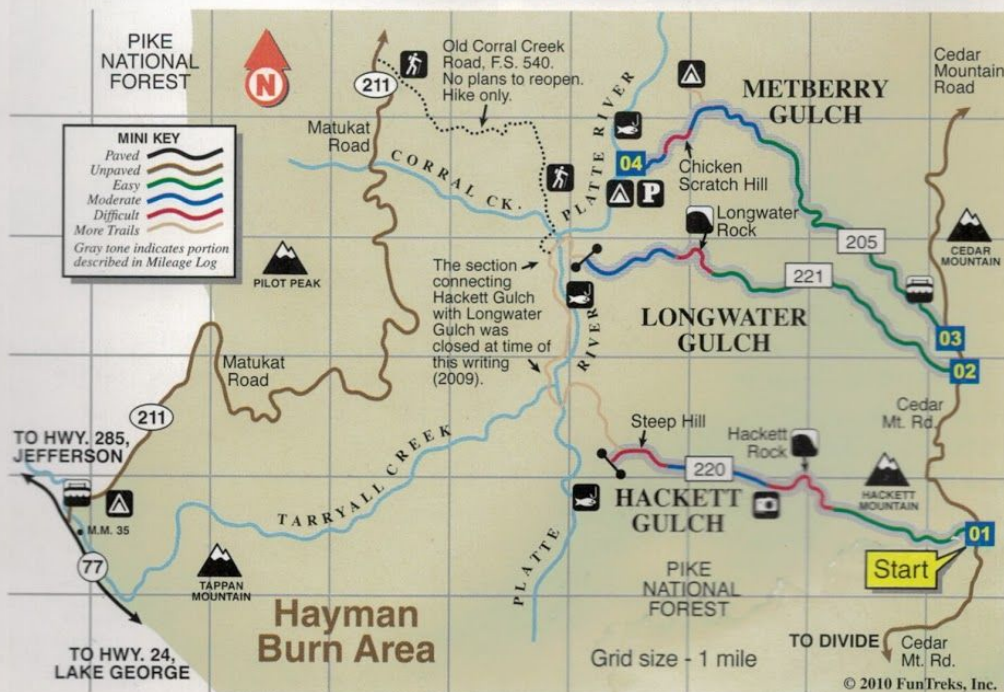 PIKE
NATIONAL
FOREST
N
211
Old Corral Creek
Road, F.S. 540.
No plans to reopen.
Hike only.
METBERRY
GULCH
Cedar
Mountain
Road
MINI KEY
Paved
Unpaved
Easy
Moderate
Difficult
More Trails
Gray tone indicates portion
described in Mileage Log
Matukat
Road
CORRAL CK.
PLATTE RIVER
04
P
Chicken
Scratch Hill
Longwater
Rock
205
CEDAR
MOUNTAIN
PILOT PEAK
The section
connecting
Hackett Gulch
with Longwater
Gulch was
closed at time of
this writing
(2009).
221
LONGWATER
GULCH
03
02
Matukat
Road
RIVER
Cedar
Mt. Rd.
211
TO HWY. 285,
JEFFERSON
Steep Hill
Hackett
Rock
220
HACKETT
GULCH
HACKETT
MOUNTAIN
TARRYALL CREEK
M.M. 35
01
Start
77
TAPPAN
MOUNTAIN
PLATTE
PIKE
NATIONAL
FOREST
Hayman
Burn Area
TO HWY. 24,
LAKE GEORGE
Grid size - 1 mile
TO DIVIDE
Cedar
Mt. Rd.
© 2010 FunTreks, Inc.